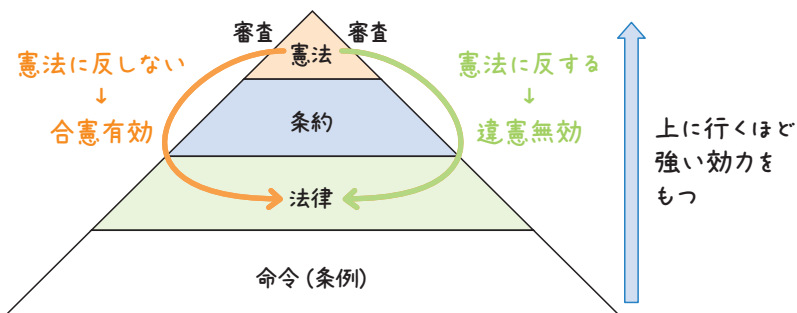 審査
審査
憲法
憲法に反しない
↓
合憲有効
憲法に反する
↓
違憲無効
条約
法律
命令(条例)
上に行くほど
強い効力を
もつ